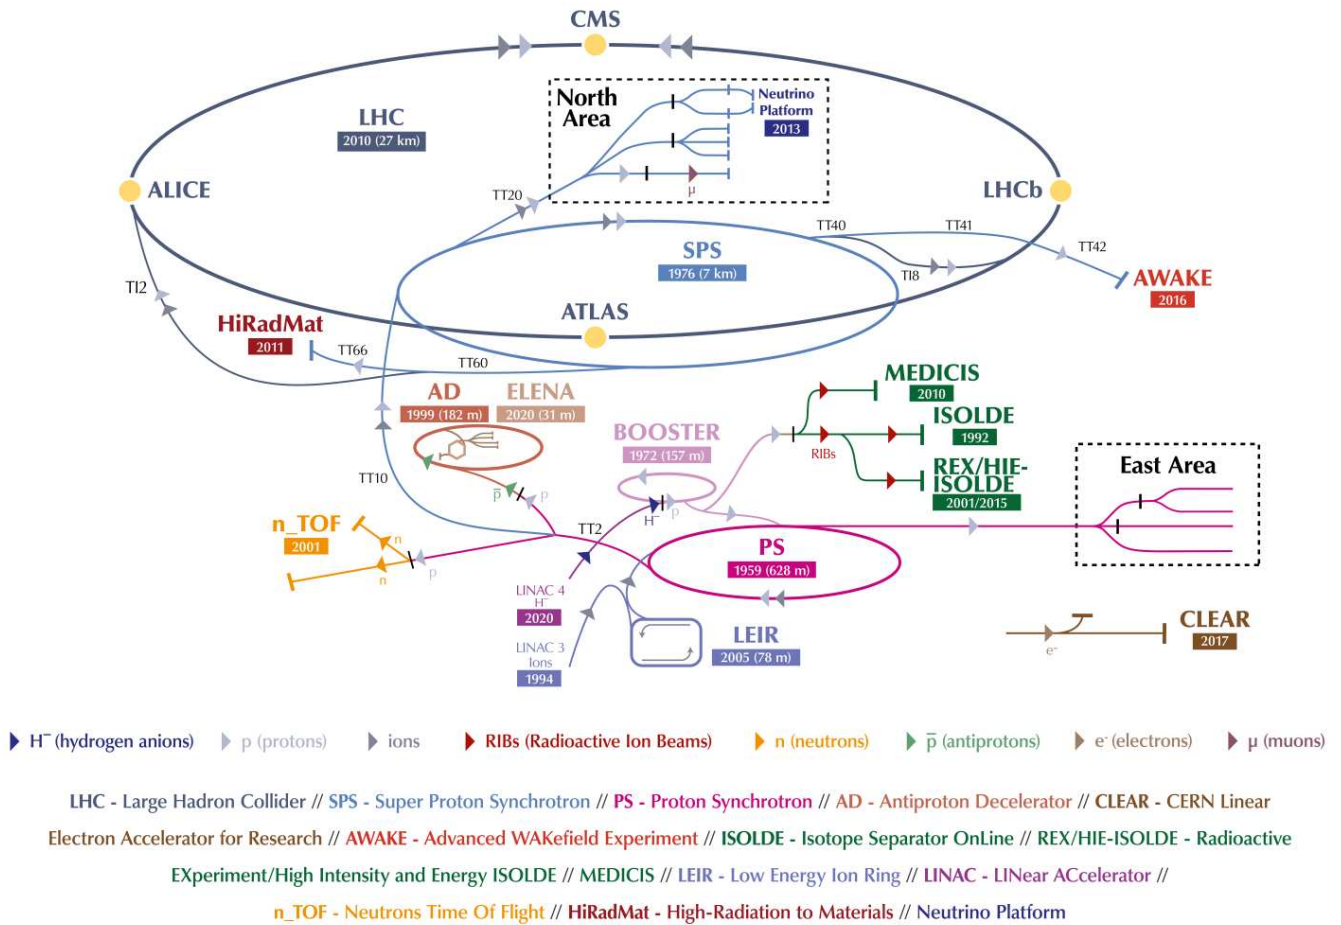 CMS
North
Area
Neutrino
Platform
2013
LHC
2010 (27 km)
ALICE
LHCb
TT20
μ
TT40
TT41
TT42
SPS
1976 (7 km)
TI8
AWAKE
2016
TI2
ATLAS
HiRadMat
2011
TT66
TT60
MEDICIS
2010
AD
1999 (182 m)
ELENA
2020 (31 m)
ISOLDE
1992
BOOSTER
1972 (157 m)
RIBs
REX/HIE-
ISOLDE
2001/2015
East Area
TT10
p̅
p
H⁻
p
n_TOF
2001
n
n
p
TT2
PS
1959 (628 m)
LINAC 4
H⁻
2020
LINAC 3
Ions
1994
LEIR
2005 (78 m)
CLEAR
2017
e⁻
H⁻ (hydrogen anions) p (protons) ions RIBs (Radioactive Ion Beams) n (neutrons) p̅ (antiprotons) e⁻ (electrons) μ (muons)
LHC - Large Hadron Collider // SPS - Super Proton Synchrotron // PS - Proton Synchrotron // AD - Antiproton Decelerator // CLEAR - CERN Linear
Electron Accelerator for Research // AWAKE - Advanced WAKefield Experiment // ISOLDE - Isotope Separator OnLine // REX/HIE-ISOLDE - Radioactive
EXperiment/High Intensity and Energy ISOLDE // MEDICIS // LEIR - Low Energy Ion Ring // LINAC - LINear ACcelerator //
n_TOF - Neutrons Time Of Flight // HiRadMat - High-Radiation to Materials // Neutrino Platform